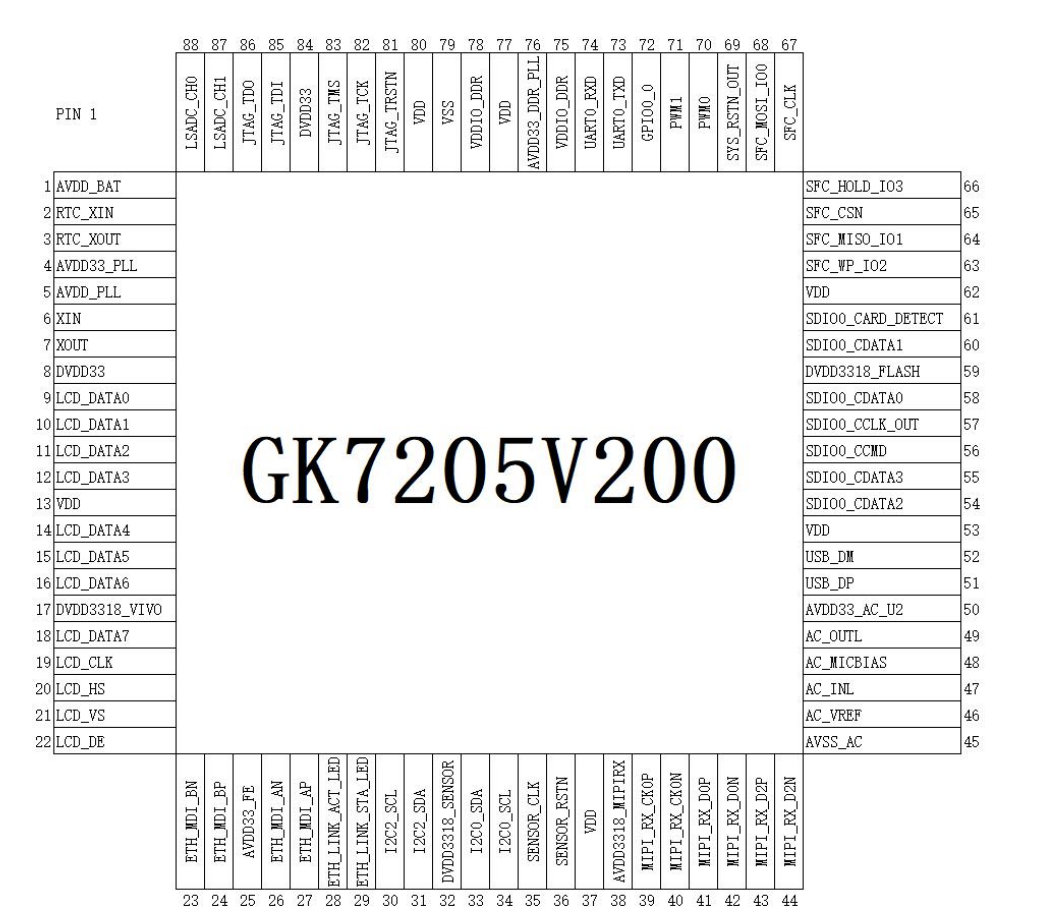 88 87 86 85 84 83 82 81 80 79 78 77 76 75 74 73 72 71 70 69 68 67
LSADC_CH0
LSADC_CH1
JTAG_TDO
JTAG_TDI
DVDD33
JTAG_TMS
JTAG_TCK
JTAG_TRSTN
VDD
VSS
VDDIO_DDR
VDD
AVDD33_DDR_PLL
VDDIO_DDR
UART0_RXD
UART0_TXD
GPIO0_0
PWM1
PWM0
SYS_RSTN_OUT
SFC_MOSI_IO0
SFC_CLK
PIN 1
1 AVDD_BAT
2 RTC_XIN
3 RTC_XOUT
4 AVDD33_PLL
5 AVDD_PLL
6 XIN
7 XOUT
8 DVDD33
9 LCD_DATA0
10 LCD_DATA1
11 LCD_DATA2
12 LCD_DATA3
13 VDD
14 LCD_DATA4
15 LCD_DATA5
16 LCD_DATA6
17 DVDD3318_VIVO
18 LCD_DATA7
19 LCD_CLK
20 LCD_HS
21 LCD_VS
22 LCD_DE
GK7205V200
SFC_HOLD_IO3 66
SFC_CSN 65
SFC_MISO_IO1 64
SFC_WP_IO2 63
VDD 62
SDIO0_CARD_DETECT 61
SDIO0_CDATA1 60
DVDD3318_FLASH 59
SDIO0_CDATA0 58
SDIO0_CCLK_OUT 57
SDIO0_CCMD 56
SDIO0_CDATA3 55
SDIO0_CDATA2 54
VDD 53
USB_DM 52
USB_DP 51
AVDD33_AC_U2 50
AC_OUTL 49
AC_MICBIAS 48
AC_INL 47
AC_VREF 46
AVSS_AC 45
ETH_MDI_BN
ETH_MDI_BP
AVDD33_FE
ETH_MDI_AN
ETH_MDI_AP
ETH_LINK_ACT_LED
ETH_LINK_STA_LED
I2C2_SCL
I2C2_SDA
DVDD3318_SENSOR
I2C0_SDA
I2C0_SCL
SENSOR_CLK
SENSOR_RSTN
VDD
AVDD3318_MIPIRX
MIPI_RX_CK0P
MIPI_RX_CK0N
MIPI_RX_D0P
MIPI_RX_D0N
MIPI_RX_D2P
MIPI_RX_D2N
23 24 25 26 27 28 29 30 31 32 33 34 35 36 37 38 39 40 41 42 43 44